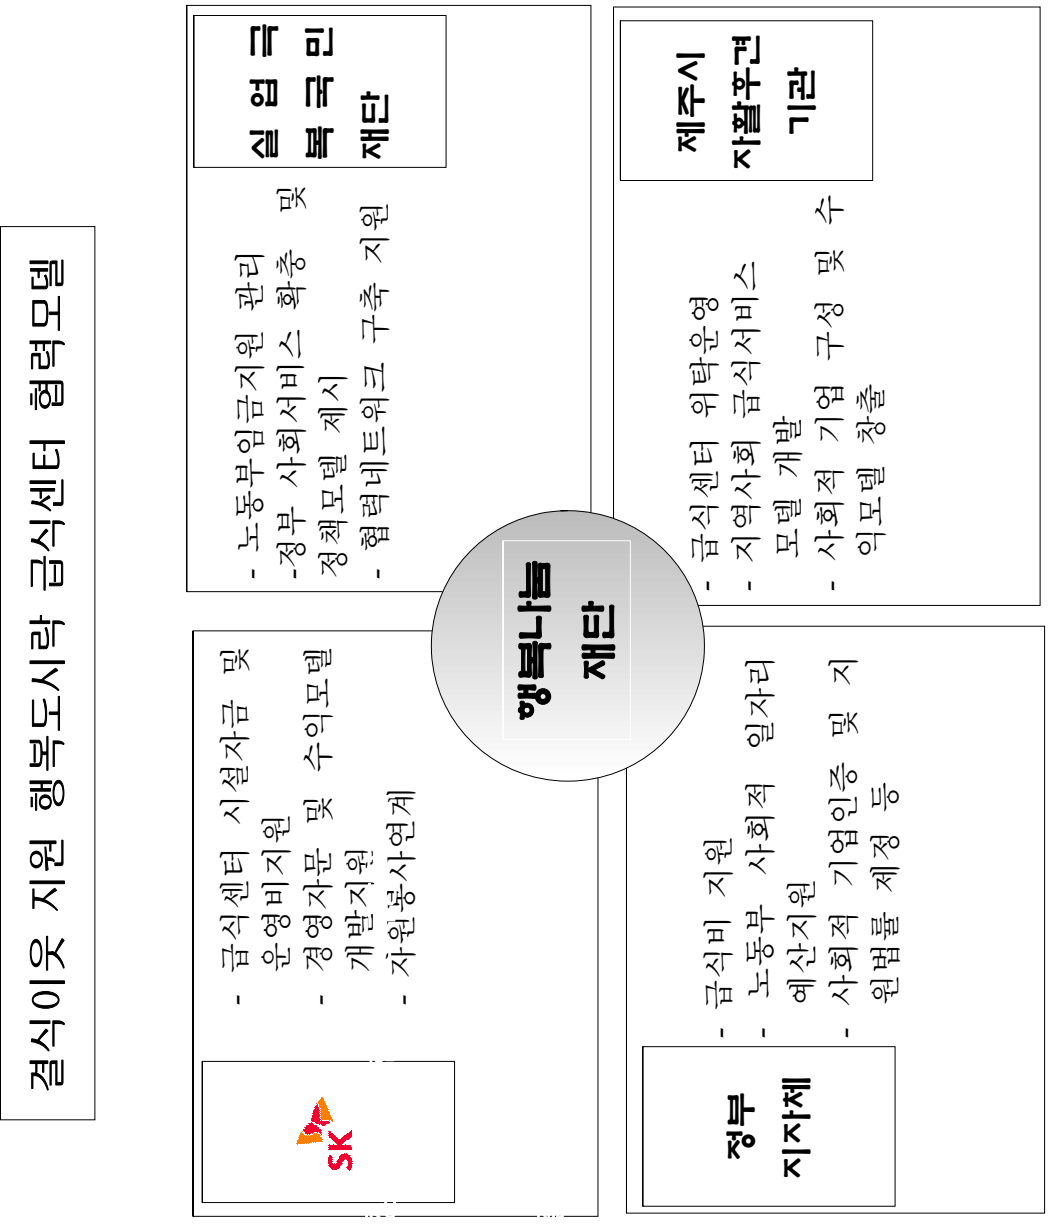 결식이웃 지원 행복도시락 급식센터 협력모델
SK
- 급식센터 시설자금 및
운영비지원
- 경영자문 및 수익모델
개발지원
- 자원봉사연계
실 업 극
복 국 민
재단
- 노동부임금지원 관리
-정부 사회서비스 확충 및
정책모델 제시
- 협력네트워크 구축 지원
행복나눔
재단
정부
지자체
- 급식비 지원
- 노동부 사회적 일자리
예산지원
- 사회적 기업인증 및 지
원법률 제정 등
제주시
자활후견
기관
- 급식센터 위탁운영
- 지역사회 급식서비스
모델 개발
- 사회적 기업 구성 및 수
익모델 창출